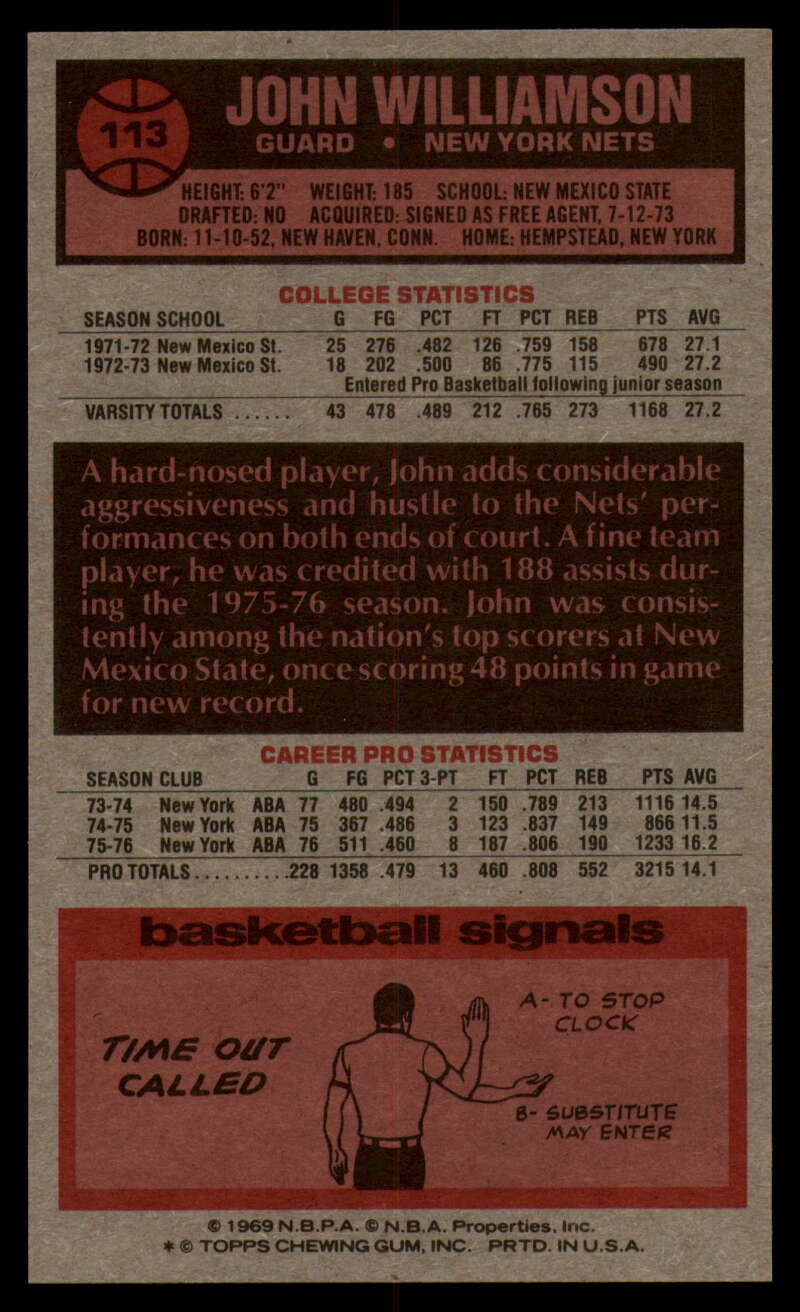 113
JOHN WILLIAMSON
GUARD • NEW YORK NETS
HEIGHT: 6'2" WEIGHT: 185 SCHOOL: NEW MEXICO STATE
DRAFTED: NO ACQUIRED: SIGNED AS FREE AGENT, 7-12-73
BORN: 11-10-52, NEW HAVEN, CONN. HOME: HEMPSTEAD, NEW YORK
COLLEGE STATISTICS
SEASON SCHOOL G FG PCT FT PCT REB PTS AVG
1971-72 New Mexico St. 25 276 .482 126 .759 158 678 27.1
1972-73 New Mexico St. 18 202 .500 86 .775 115 490 27.2
Entered Pro Basketball following junior season
VARSITY TOTALS ...... 43 478 .489 212 .765 273 1168 27.2
A hard-nosed player, John adds considerable
aggressiveness and hustle to the Nets' per-
formances on both ends of court. A fine team
player, he was credited with 188 assists dur-
ing the 1975-76 season. John was consis-
tently among the nation's top scorers at New
Mexico State, once scoring 48 points in game
for new record.
CAREER PRO STATISTICS
SEASON CLUB G FG PCT 3-PT FT PCT REB PTS AVG
73-74 New York ABA 77 480 .494 2 150 .789 213 1116 14.5
74-75 New York ABA 75 367 .486 3 123 .837 149 866 11.5
75-76 New York ABA 76 511 .460 8 187 .806 190 1233 16.2
PRO TOTALS..........228 1358 .479 13 460 .808 552 3215 14.1
basketball signals
TIME OUT
CALLED
A- TO STOP
CLOCK
B- SUBSTITUTE
MAY ENTER
© 1969 N.B.P.A. © N.B.A. Properties, Inc.
* © TOPPS CHEWING GUM, INC. PRTD. IN U.S.A.